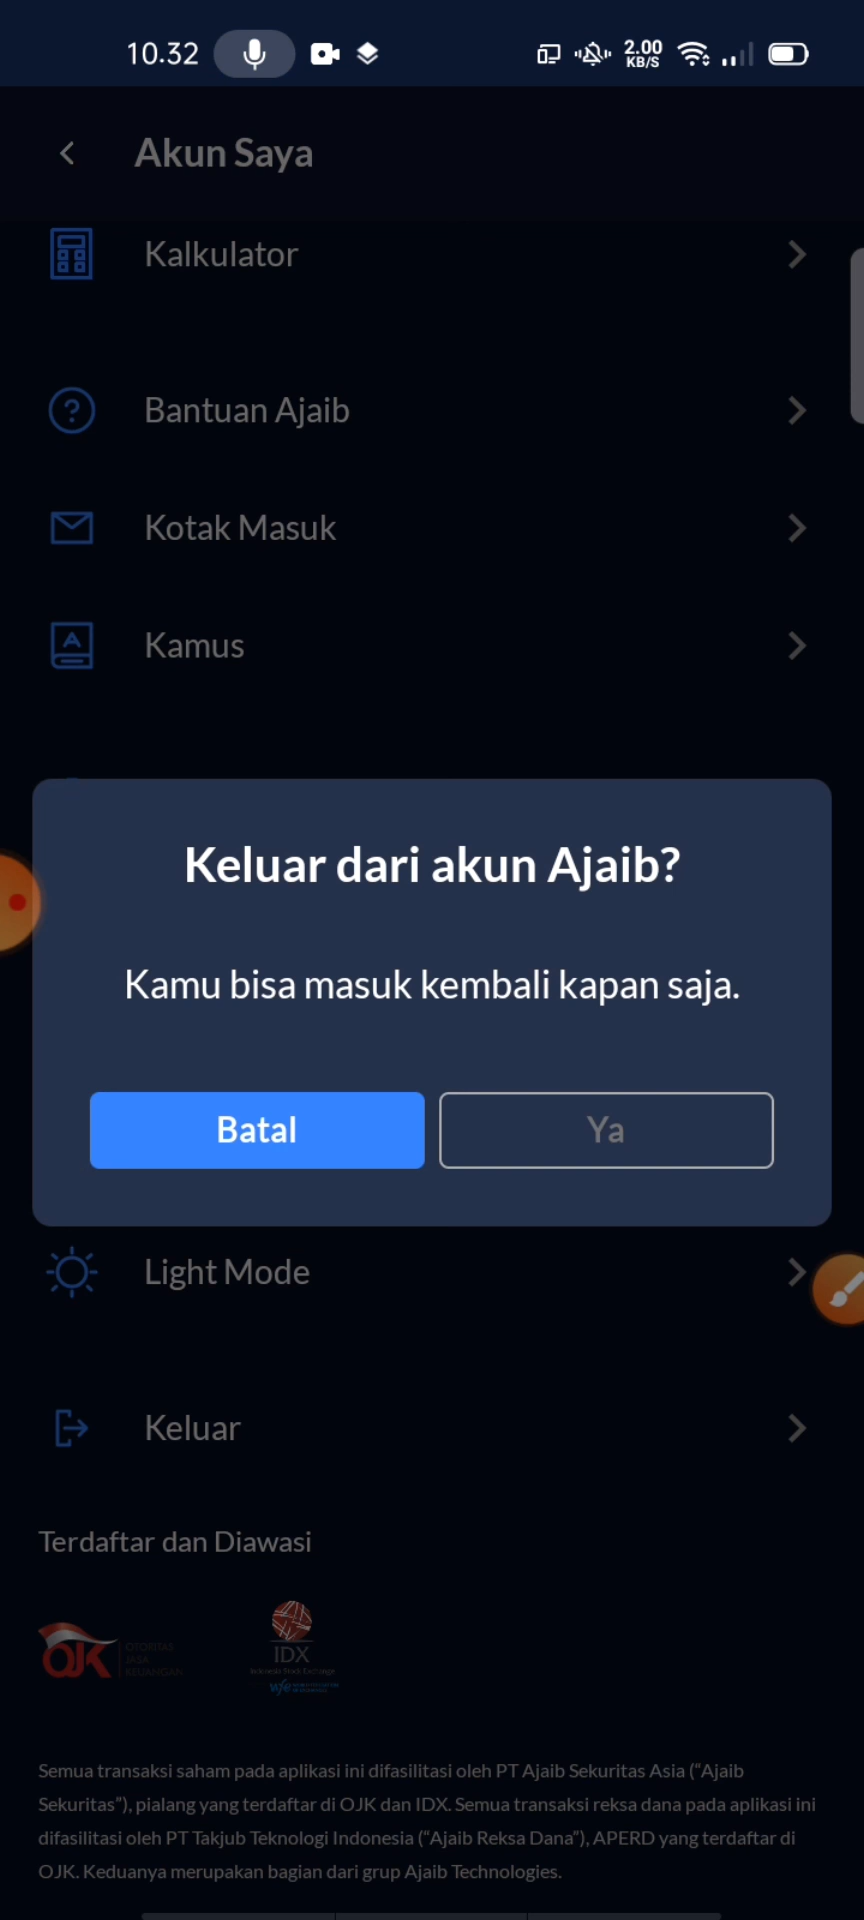 10.32
2.00
KB/S
Akun Saya
Kalkulator
Bantuan Ajaib
Kotak Masuk
Kamus
Keluar dari akun Ajaib?
Kamu bisa masuk kembali kapan saja.
Batal
Ya
Light Mode
Keluar
Terdaftar dan Diawasi
OJK
OTORITAS
JASA
KEUANGAN
IDX
Indonesia Stock Exchange
wfe
Semua transaksi saham pada aplikasi ini difasilitasi oleh PT Ajaib Sekuritas Asia (“Ajaib
Sekuritas”), pialang yang terdaftar di OJK dan IDX. Semua transaksi reksa dana pada aplikasi ini
difasilitasi oleh PT Takjub Teknologi Indonesia (“Ajaib Reksa Dana”), APERD yang terdaftar di
OJK. Keduanya merupakan bagian dari grup Ajaib Technologies.